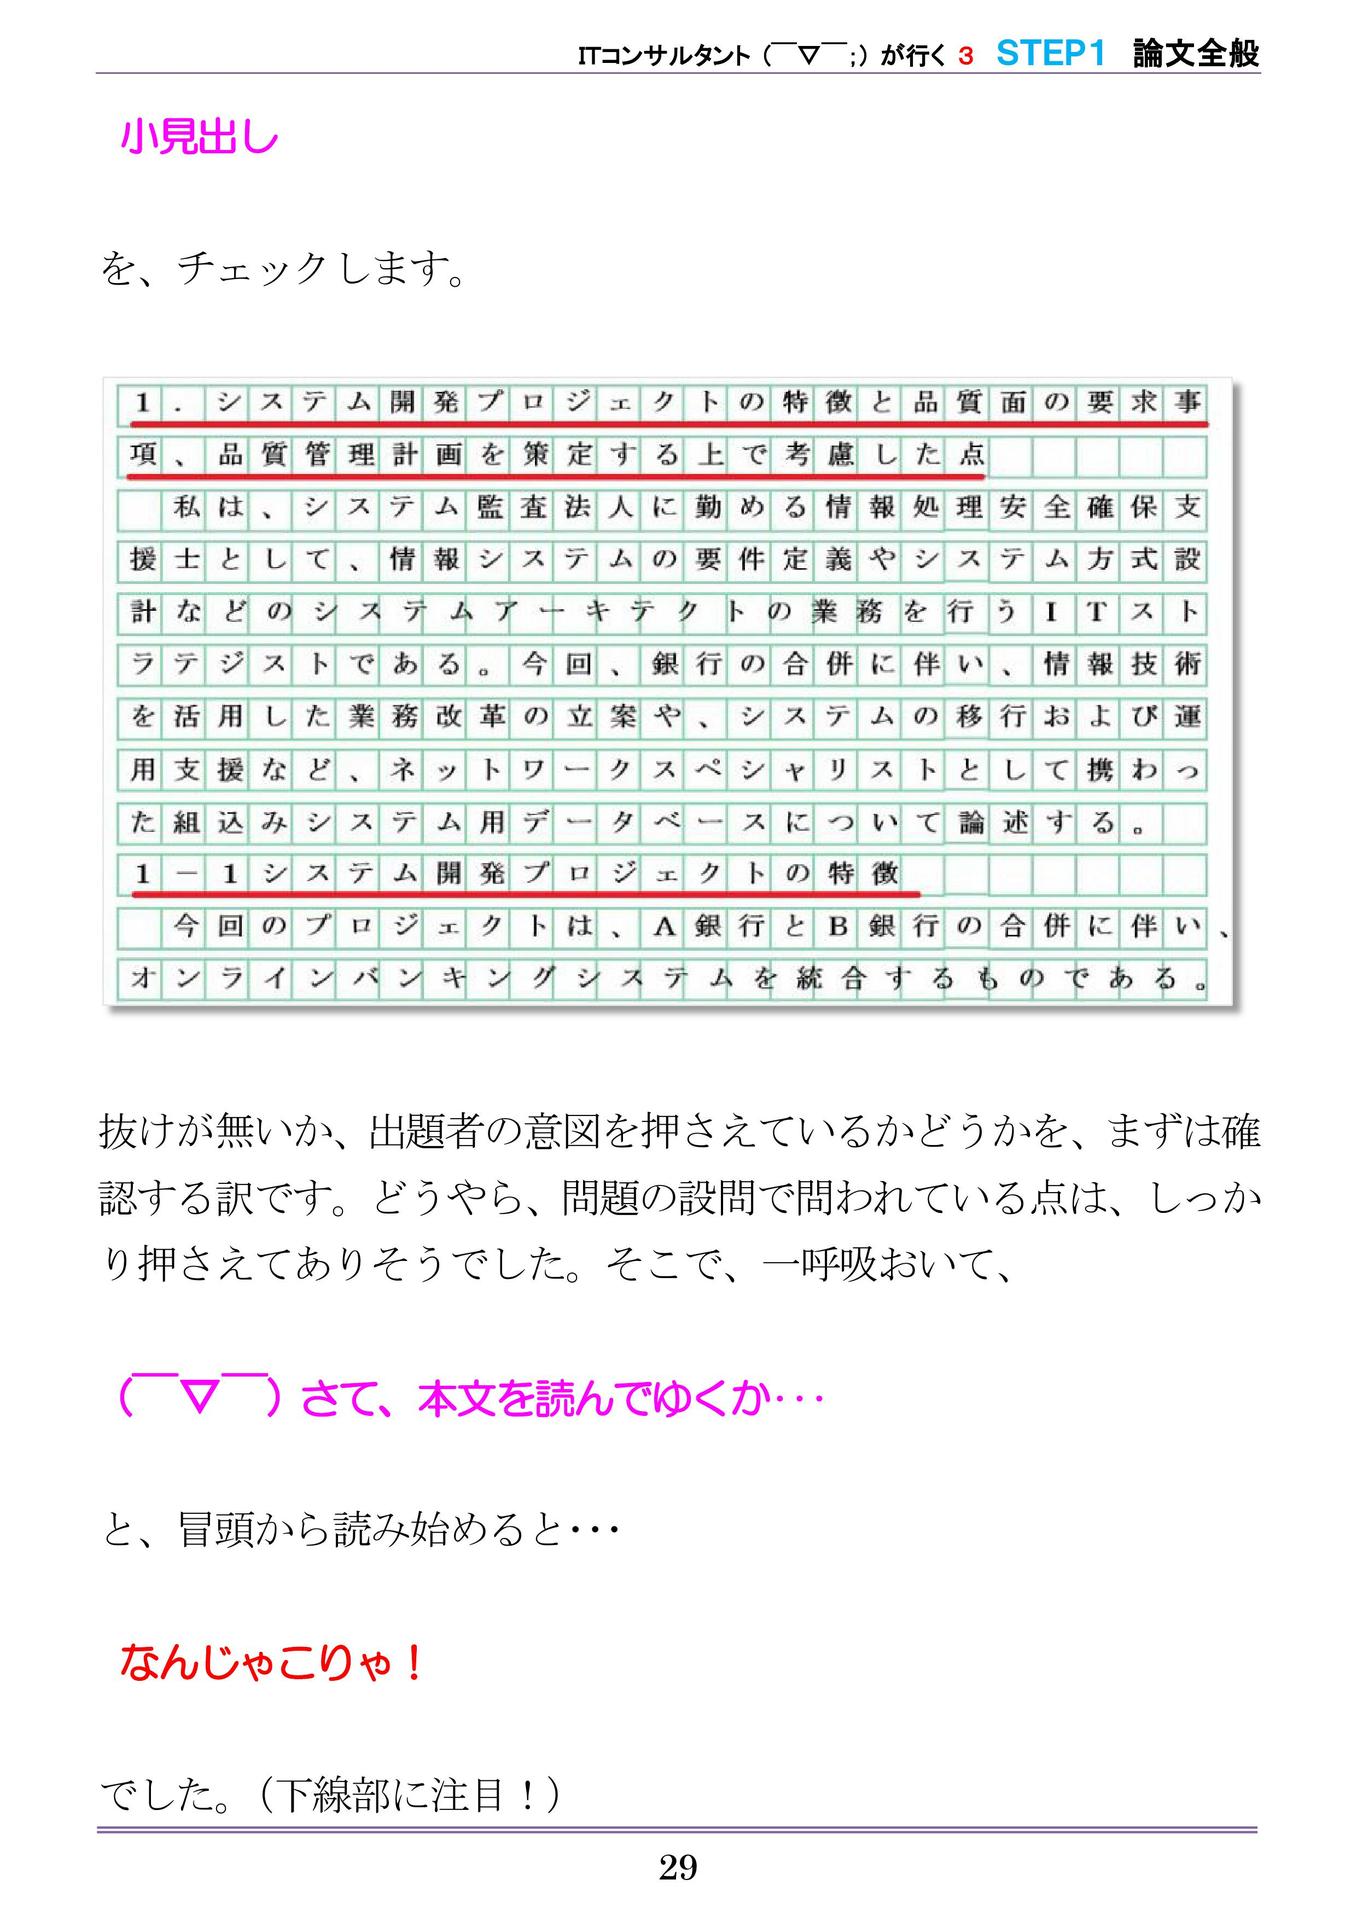 ITコンサルタント（￣▽￣;）が行く 3 STEP1 論文全般
小見出し
を、チェックします。
1．システム開発プロジェクトの特徴と品質面の要求事
項、品質管理計画を策定する上で考慮した点
私は、システム監査法人に勤める情報処理安全確保支
援士として、情報システムの要件定義やシステム方式設
計などのシステムアーキテクトの業務を行うITスト
ラテジストである。今回、銀行の合併に伴い、情報技術
を活用した業務改革の立案や、システムの移行および運
用支援など、ネットワークスペシャリストとして携わっ
た組込みシステム用データベースについて論述する。
1－1システム開発プロジェクトの特徴
今回のプロジェクトは、A銀行とB銀行の合併に伴い、
オンラインバンキングシステムを統合するものである。
抜けが無いか、出題者の意図を押さえているかどうかを、まずは確
認する訳です。どうやら、問題の設問で問われている点は、しっか
り押さえてありそうでした。そこで、一呼吸おいて、
（￣▽￣）さて、本文を読んでゆくか･･･
と、冒頭から読み始めると･･･
なんじゃこりゃ！
でした。（下線部に注目！）
29